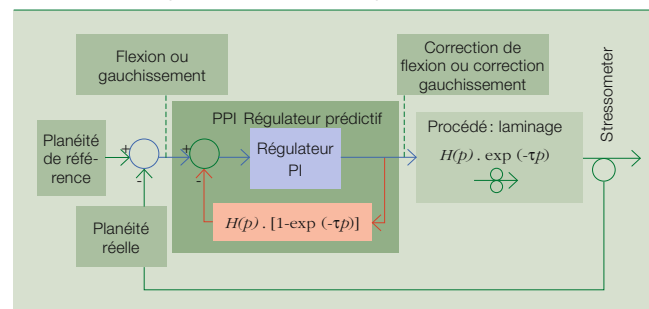 Flexion ou
gauchissement
Correction de
flexion ou correction
gauchissement
Stressometer
PPI Régulateur prédictif
Planéité
de réfé-
rence
+
-
+
-
Régulateur
PI
Procédé: laminage
H(p) . exp (-τp)
H(p) . [1-exp (-τp)]
Planéité
réelle